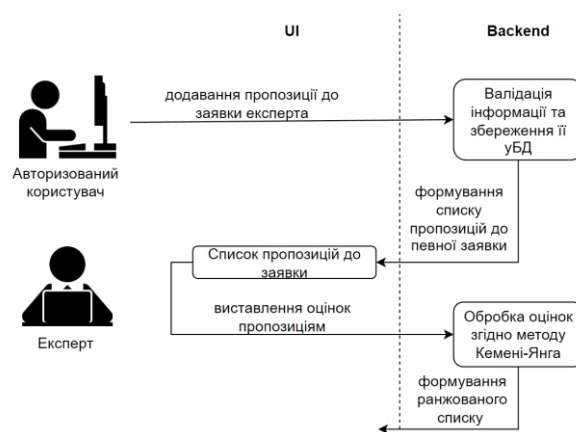 UI
Backend
додавання пропозиції до
заявки експерта
Валідація
інформації та
збереження її
уБД
Авторизований
користувач
формування
списку
пропозицій до
певної заявки
Список пропозицій до
заявки
виставлення оцінок
пропозиціям
Експерт
Обробка оцінок
згідно методу
Кемені-Янга
формування
ранжованого
списку